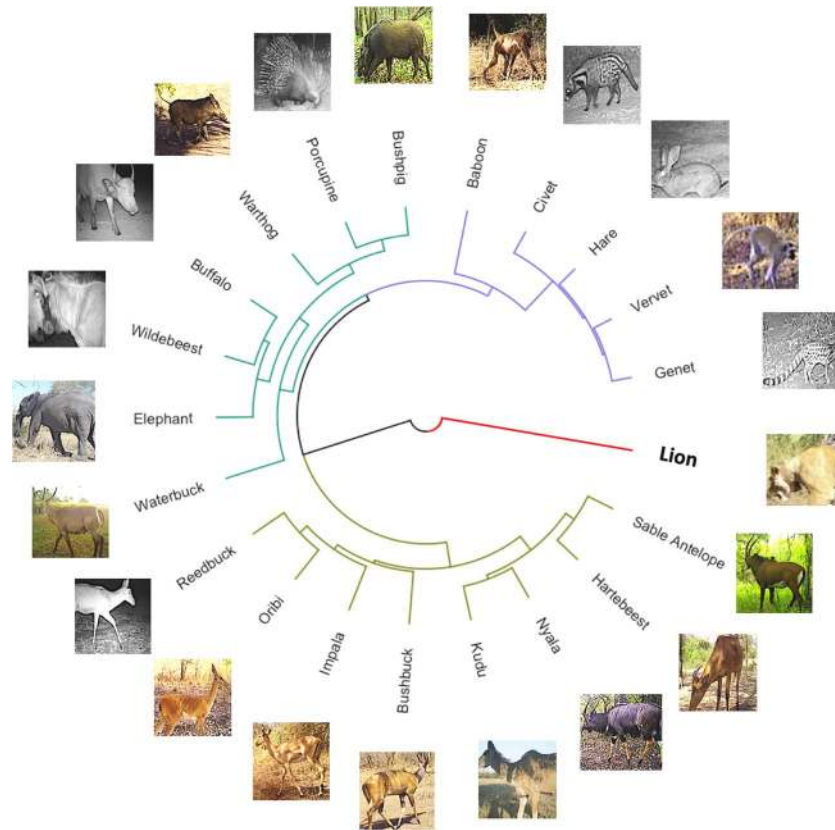 Bushpig
Baboon
Civet
Hare
Vervet
Genet
Lion
Sable Antelope
Hartebeest
Nyala
Kudu
Bushbuck
Impala
Oribi
Reedbuck
Waterbuck
Elephant
Wildebeest
Buffalo
Warthog
Porcupine